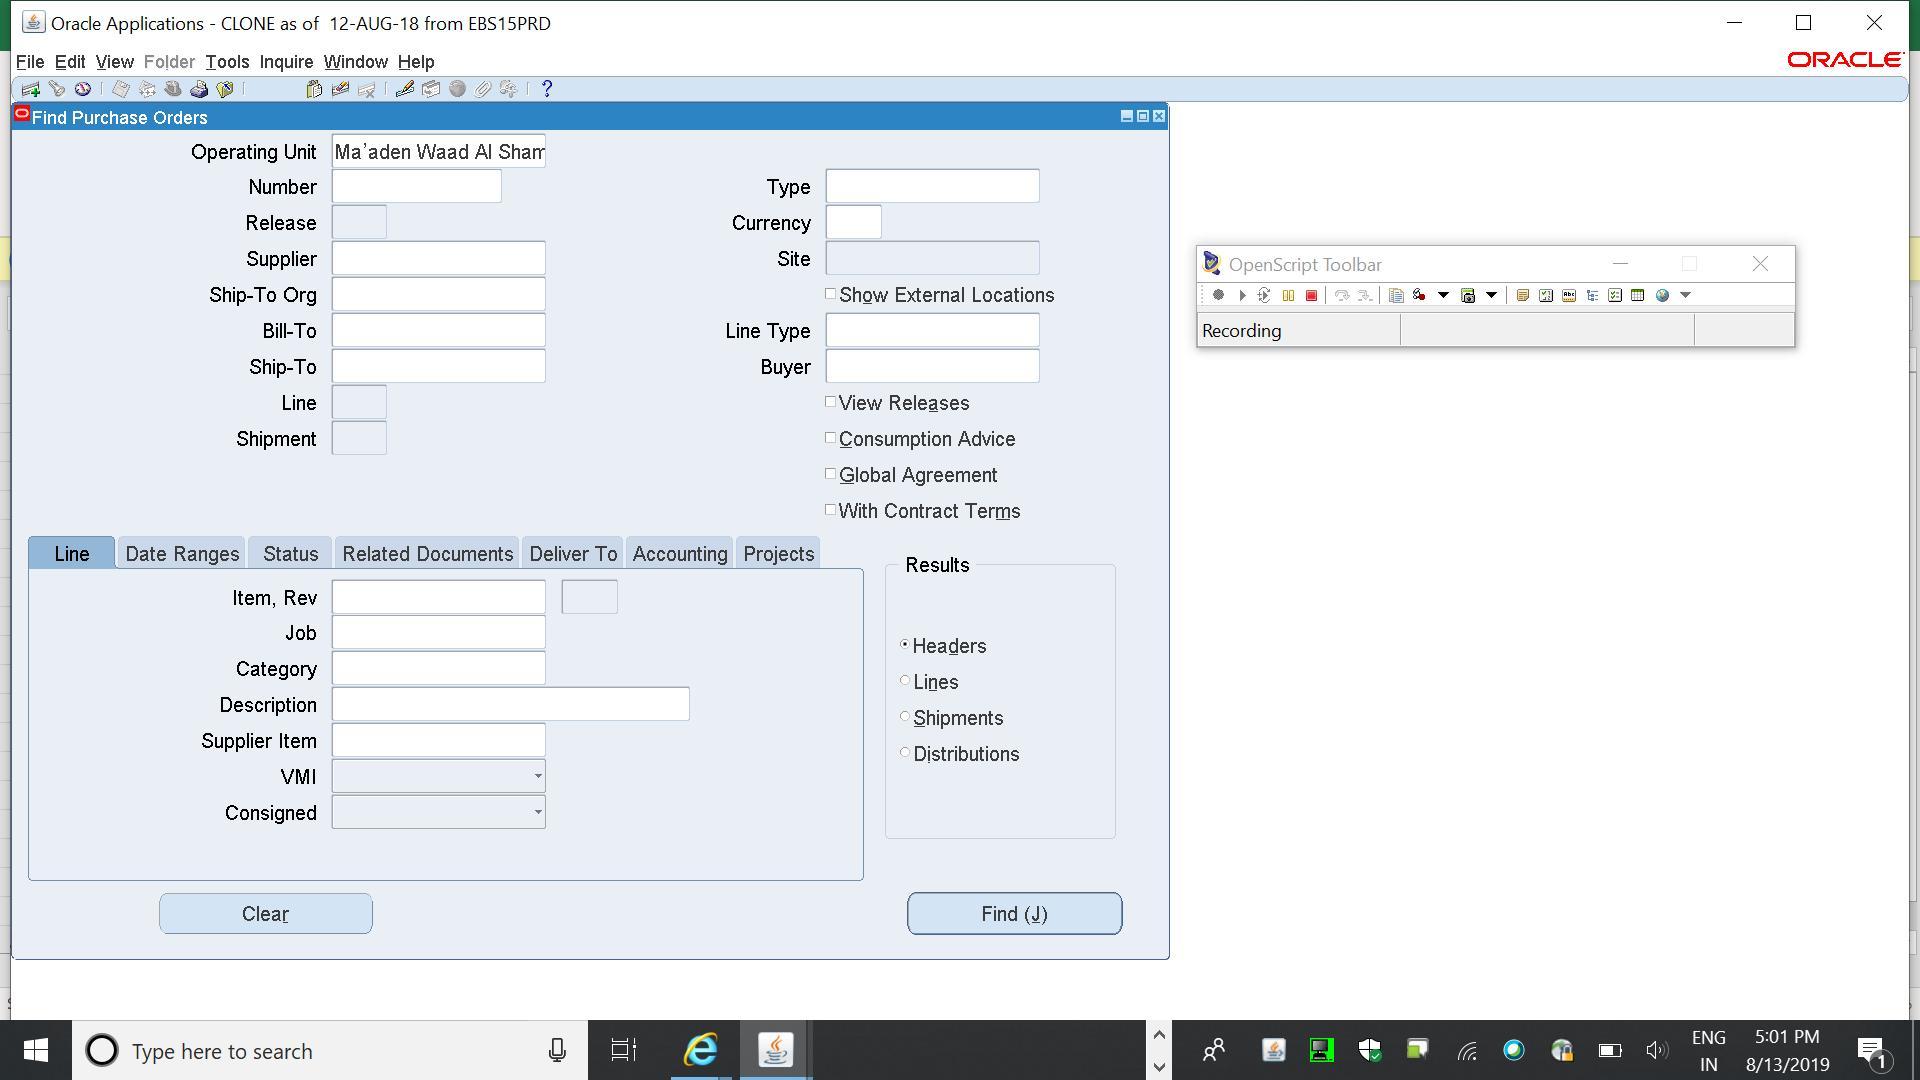 Oracle Applications - CLONE as of  12-AUG-18 from EBS15PRD
File Edit View Folder Tools Inquire Window Help
ORACLE
Find Purchase Orders
Operating Unit Ma'aden Waad Al Sham
Number
Type
Release
Currency
Supplier
Site
Ship-To Org
Show External Locations
Bill-To
Line Type
Ship-To
Buyer
Line
View Releases
Shipment
Consumption Advice
Global Agreement
With Contract Terms
Line Date Ranges Status Related Documents Deliver To Accounting Projects
Item, Rev
Job
Category
Description
Supplier Item
VMI
Consigned
Results
Headers
Lines
Shipments
Distributions
Clear
Find (J)
OpenScript Toolbar
Recording
Type here to search
ENG
IN
5:01 PM
8/13/2019
1